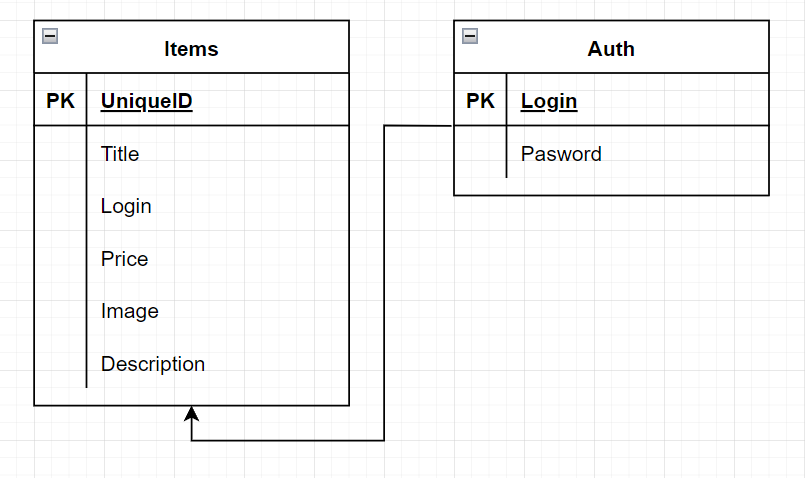 Items
PK UniqueID
Title
Login
Price
Image
Description
Auth
PK Login
Pasword